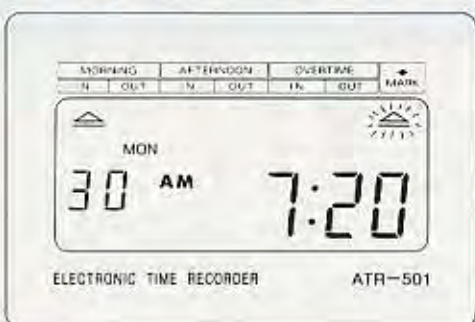 MORNING AFTERNOON OVERTIME
IN OUT IN OUT IN OUT MARK
MON
30 AM 7:20
ELECTRONIC TIME RECORDER ATR-501